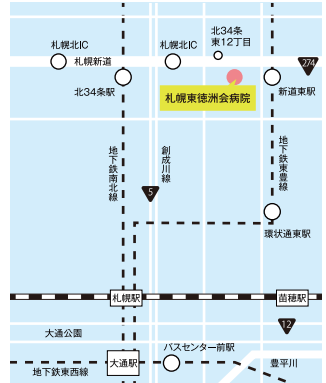 北34条
東12丁目
札幌北IC
札幌北IC
札幌新道
274
北34条駅
札幌東徳洲会病院
新道東駅
地下鉄南北線
創成川線
地下鉄東豊線
5
環状通東駅
札幌駅
苗穂駅
12
大通公園
バスセンター前駅
大通駅
地下鉄東西線
豊平川